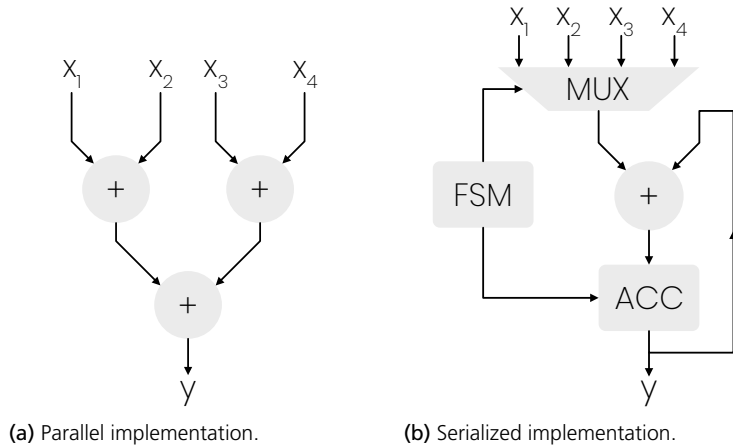 X1 X2 X3 X4
+ +
+
y
(a) Parallel implementation.
X1 X2 X3 X4
MUX
FSM
+
ACC
y
(b) Serialized implementation.